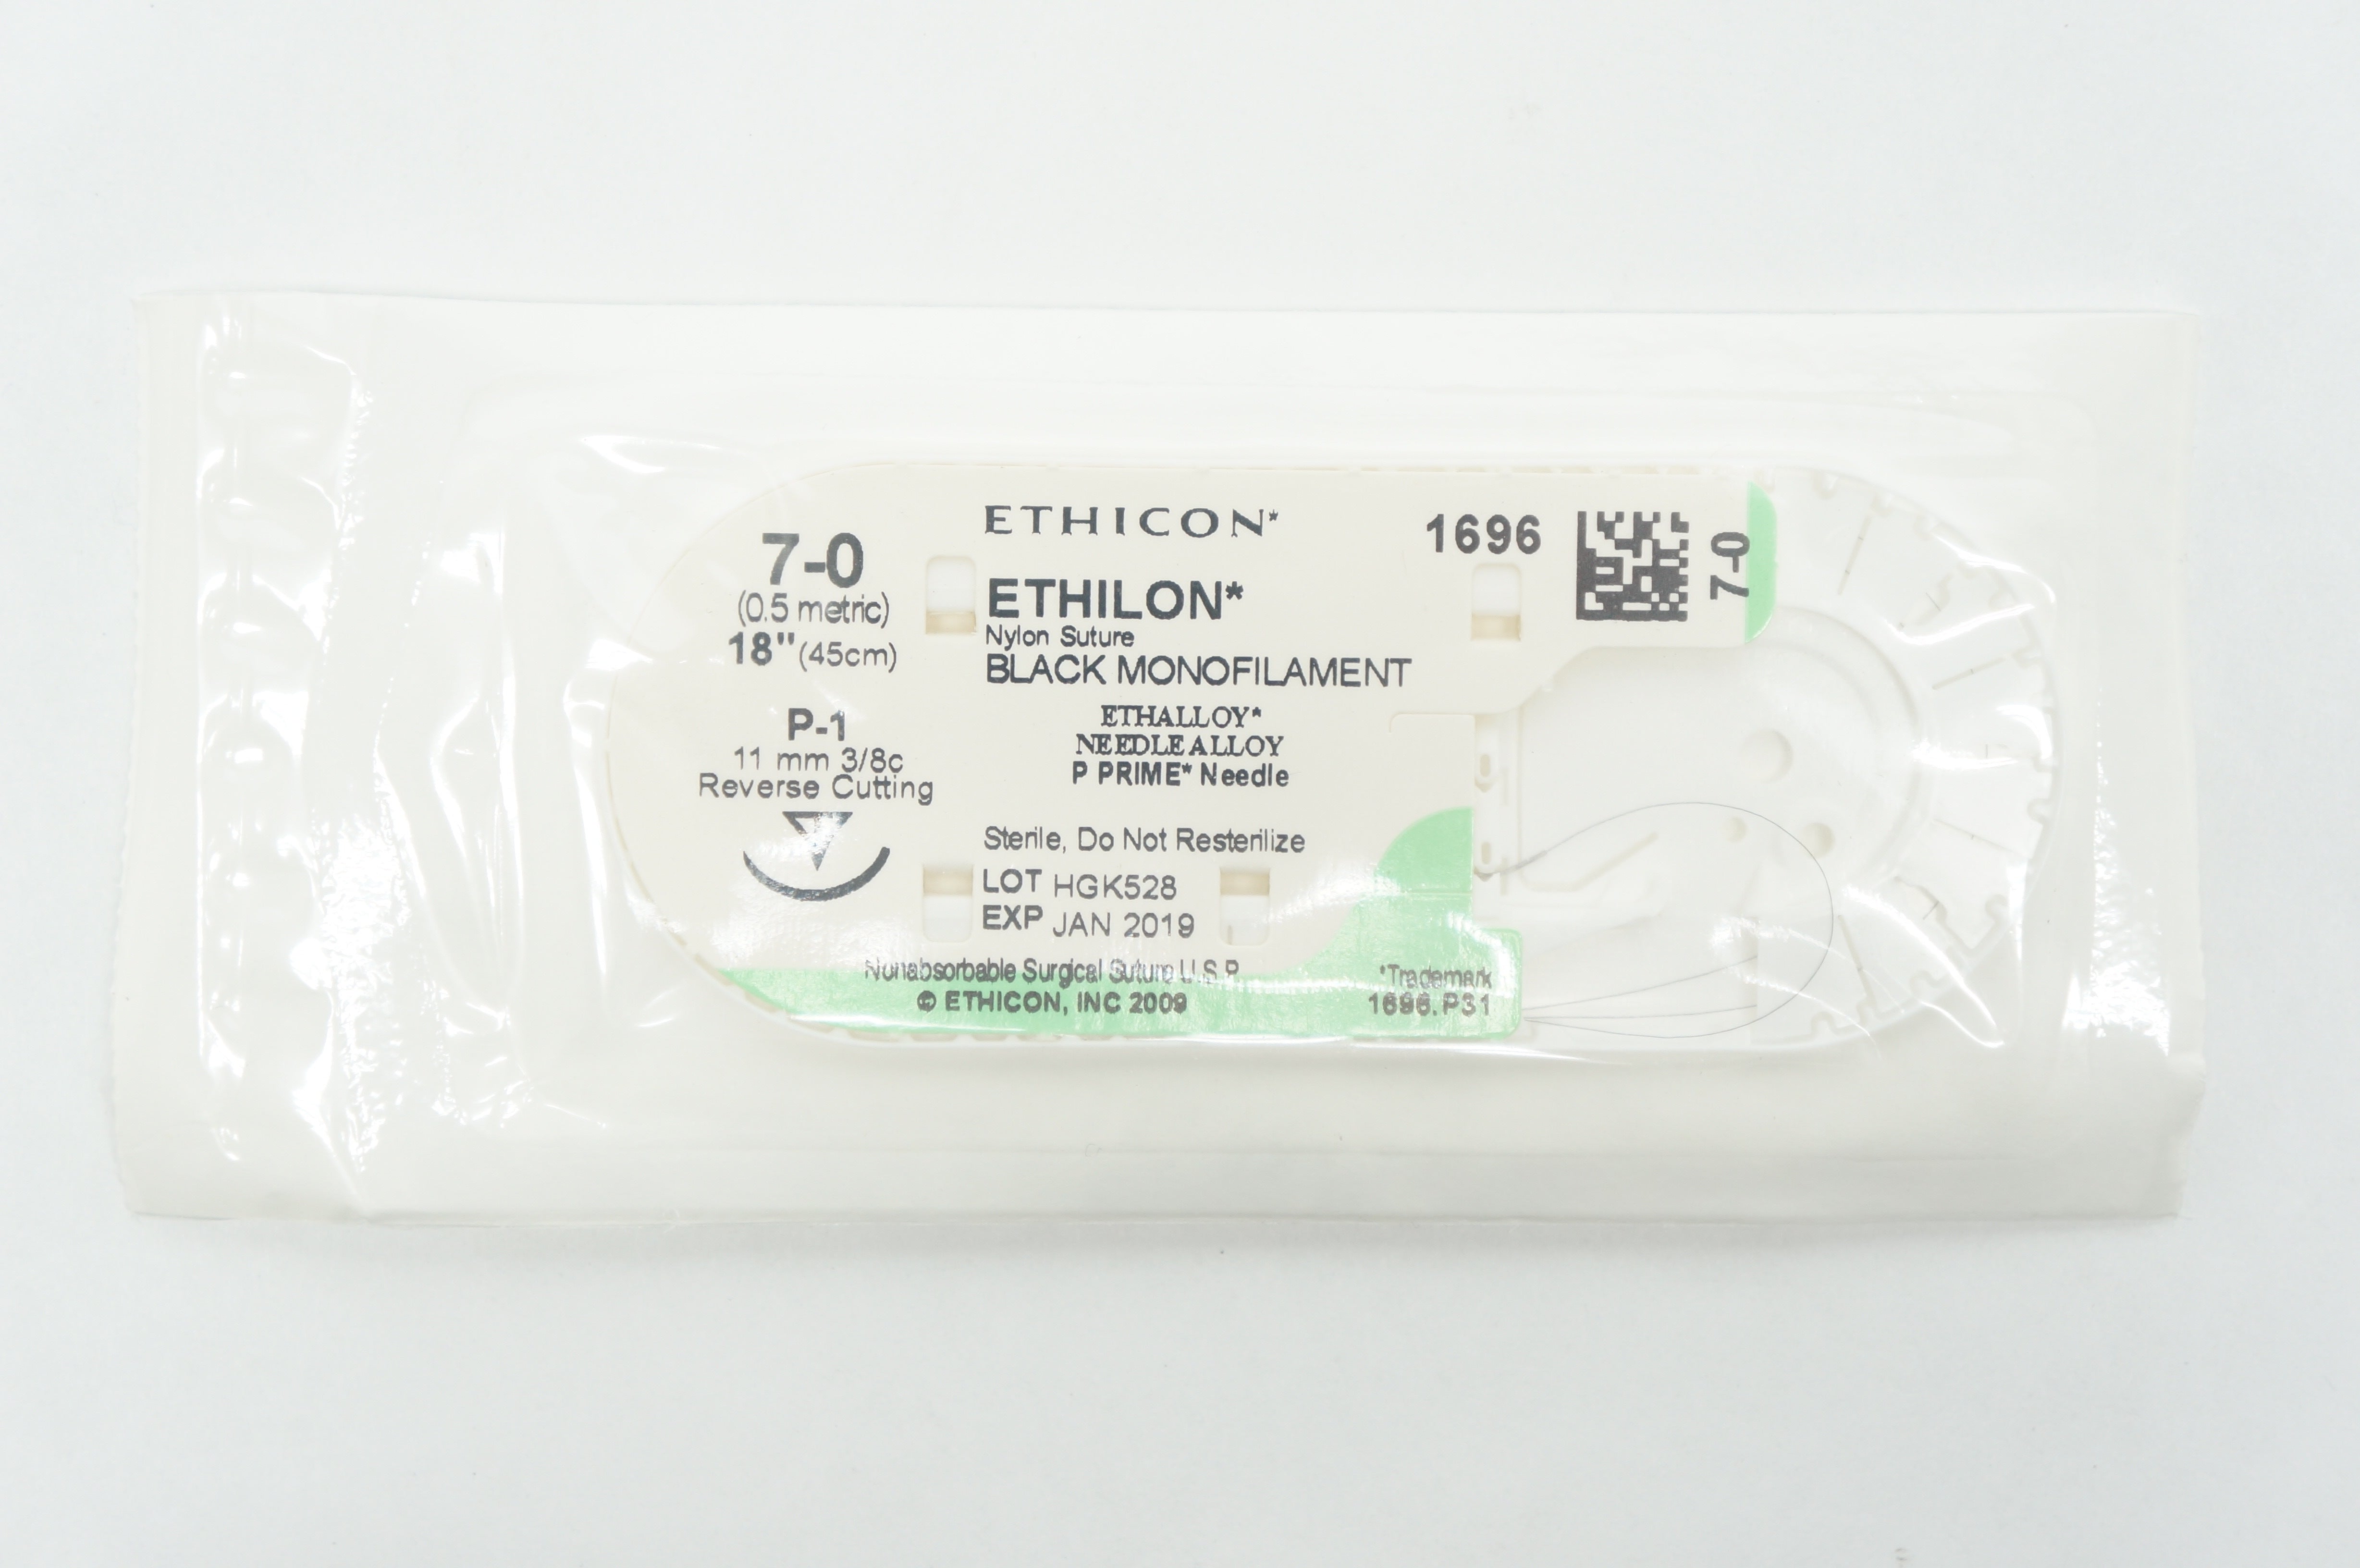 ETHICON*
1696
7-0
7-0
(0.5 metric)
18" (45cm)
ETHILON*
Nylon Suture
BLACK MONOFILAMENT
P-1
11 mm 3/8c
Reverse Cutting
ETHALLOY*
NEEDLE ALLOY
P PRIME* Needle
Sterile, Do Not Resterilize
LOT HGK528
EXP JAN 2019
Nonabsorbable Surgical Suture U.S.P.
© ETHICON, INC 2009
*Trademark
1696.PS1